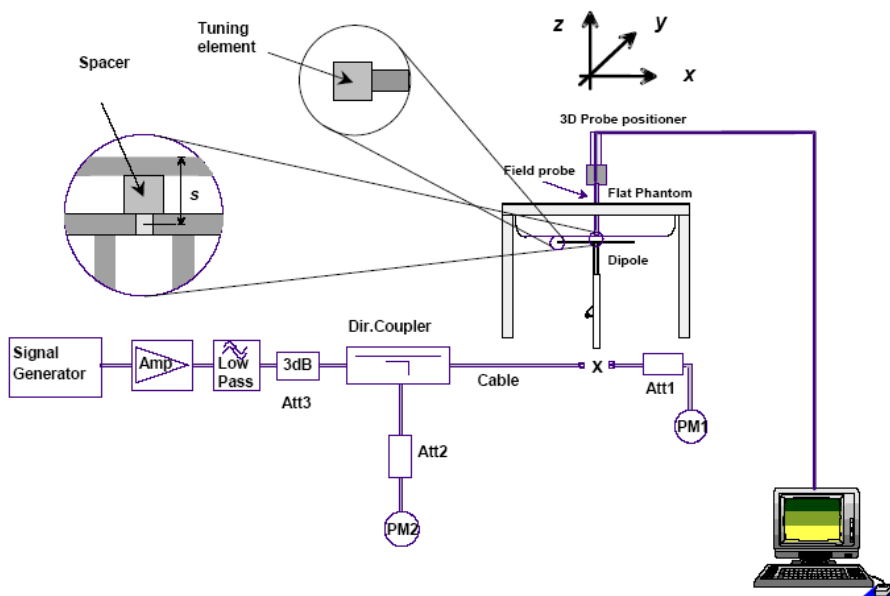 Tuning
element
Spacer
s
z
y
x
3D Probe positioner
Field probe
Flat Phantom
Dipole
Signal
Generator
Amp
Low
Pass
3dB
Att3
Dir.Coupler
Cable
x
Att1
PM1
Att2
PM2